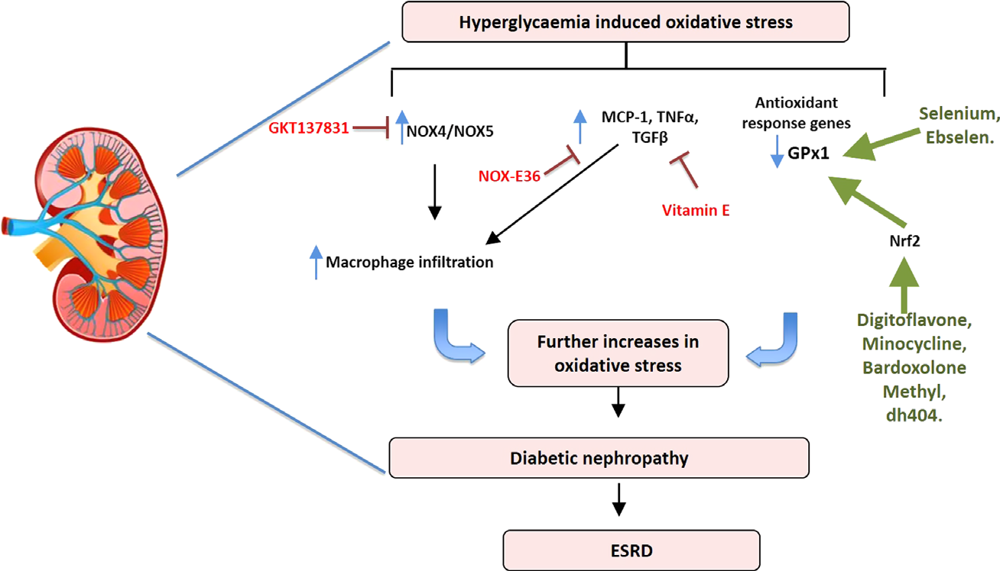 Hyperglycaemia induced oxidative stress
GKT137831
NOX4/NOX5
MCP-1, TNFα,
TGFβ
Antioxidant
response genes
GPx1
Selenium,
Ebselen.
NOX-E36
Vitamin E
Nrf2
Macrophage infiltration
Digitoflavone,
Minocycline,
Bardoxolone
Methyl,
dh404.
Further increases in
oxidative stress
Diabetic nephropathy
ESRD